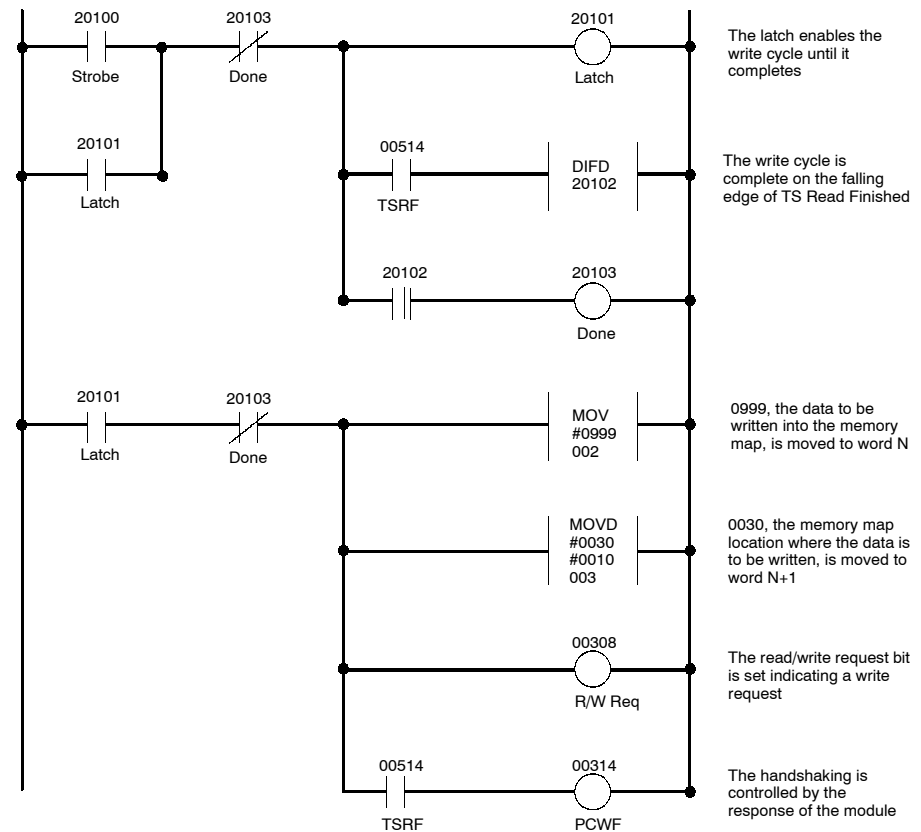 20100
20103
20101
Strobe
Done
Latch
The latch enables the
write cycle until it
completes
20101
Latch
00514
TSRF
DIFD
20102
The write cycle is
complete on the falling
edge of TS Read Finished
20102
20103
Done
20101
Latch
20103
Done
MOV
#0999
002
0999, the data to be
written into the memory
map, is moved to word N
MOVD
#0030
#0010
003
0030, the memory map
location where the data is
to be written, is moved to
word N+1
00308
R/W Req
The read/write request bit
is set indicating a write
request
00514
TSRF
00314
PCWF
The handshaking is
controlled by the
response of the module